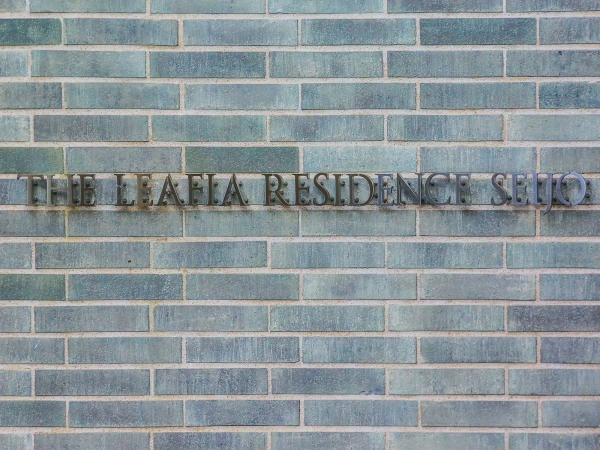 THE LEAFIA RESIDENCE SEIJO